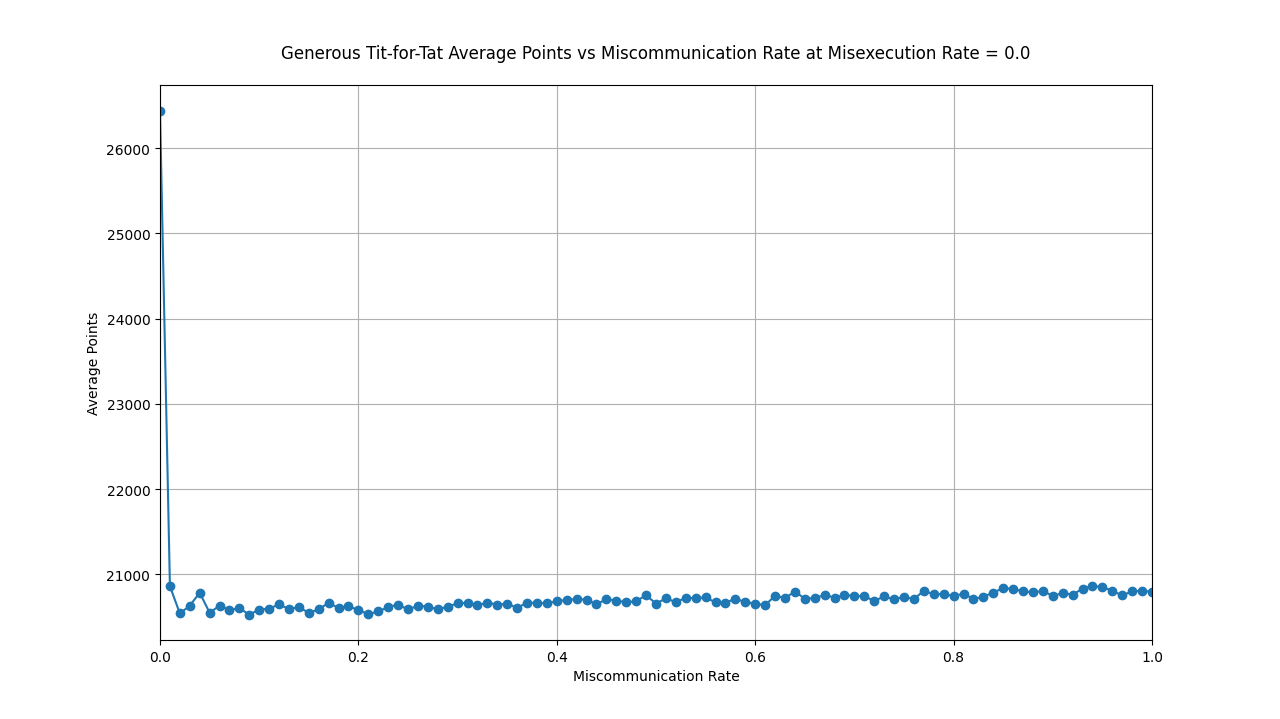 Generous Tit-for-Tat Average Points vs Miscommunication Rate at Misexecution Rate = 0.0
26000
25000
24000
23000
22000
21000
Average Points
0.0 0.2 0.4 0.6 0.8 1.0
Miscommunication Rate